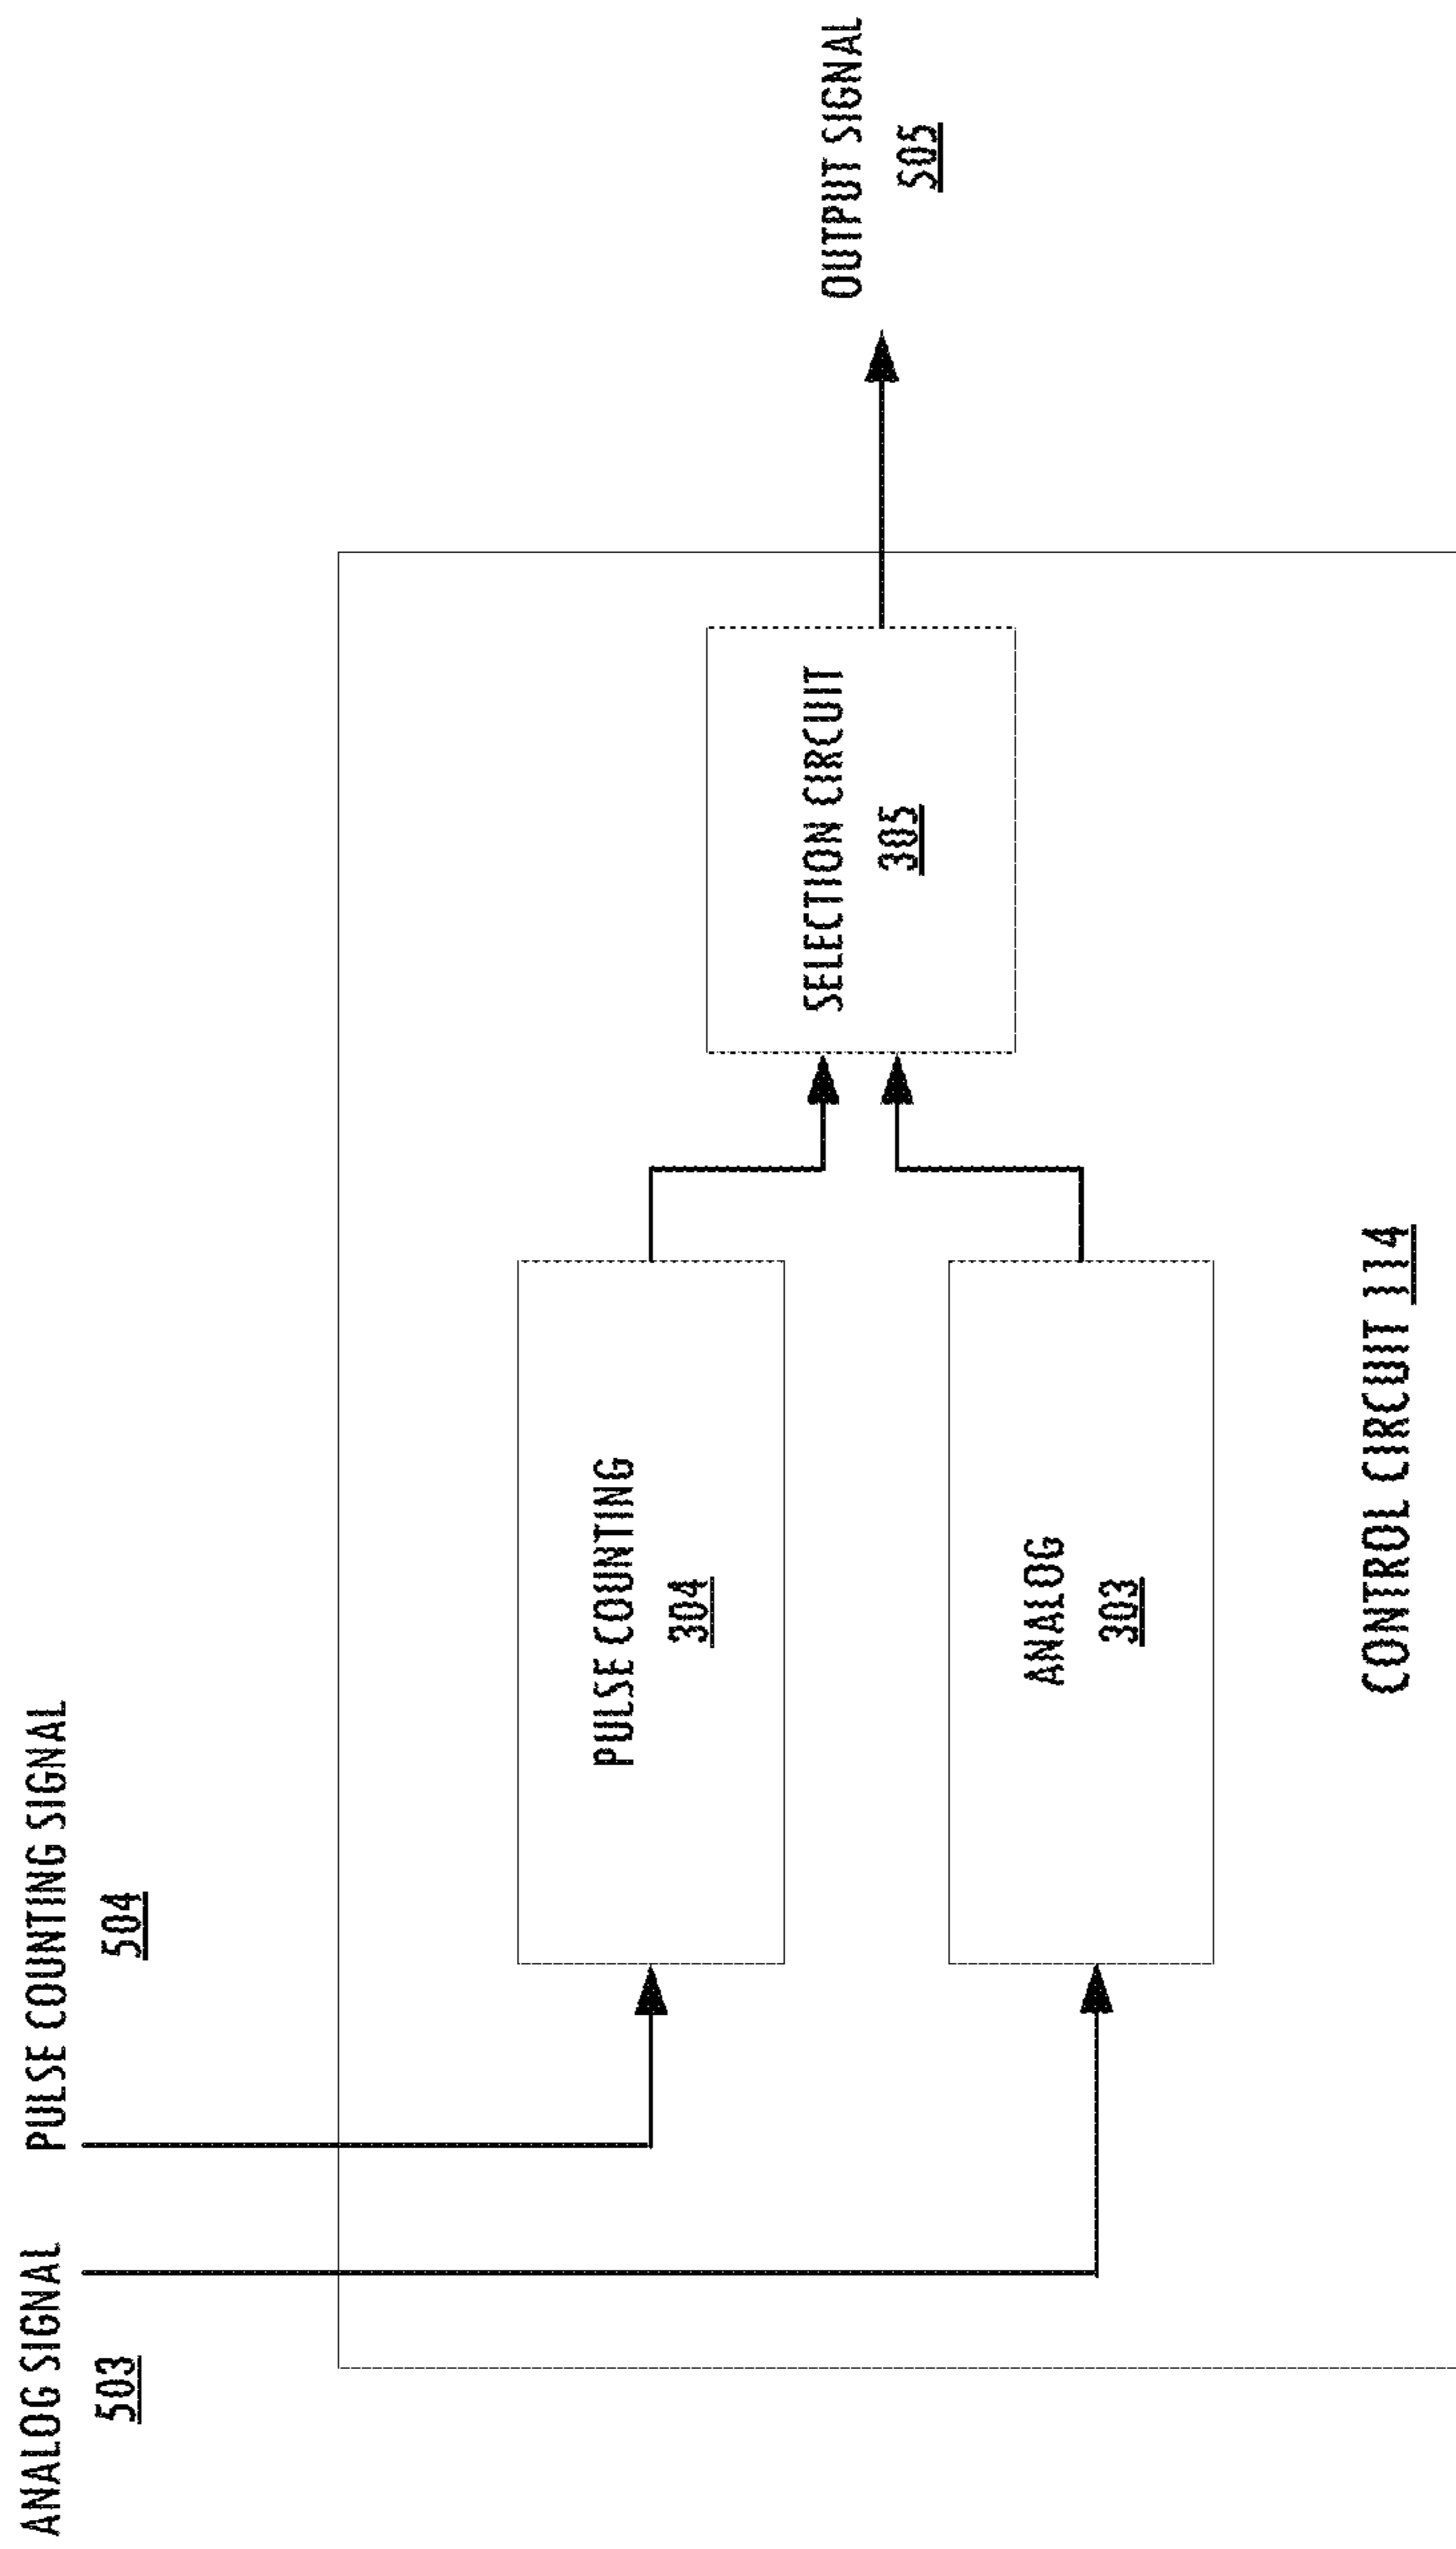 ANALOG SIGNAL
503
PULSE COUNTING SIGNAL
504
PULSE COUNTING
304
ANALOG
303
SELECTION CIRCUIT
305
OUTPUT SIGNAL
505
CONTROL CIRCUIT 114